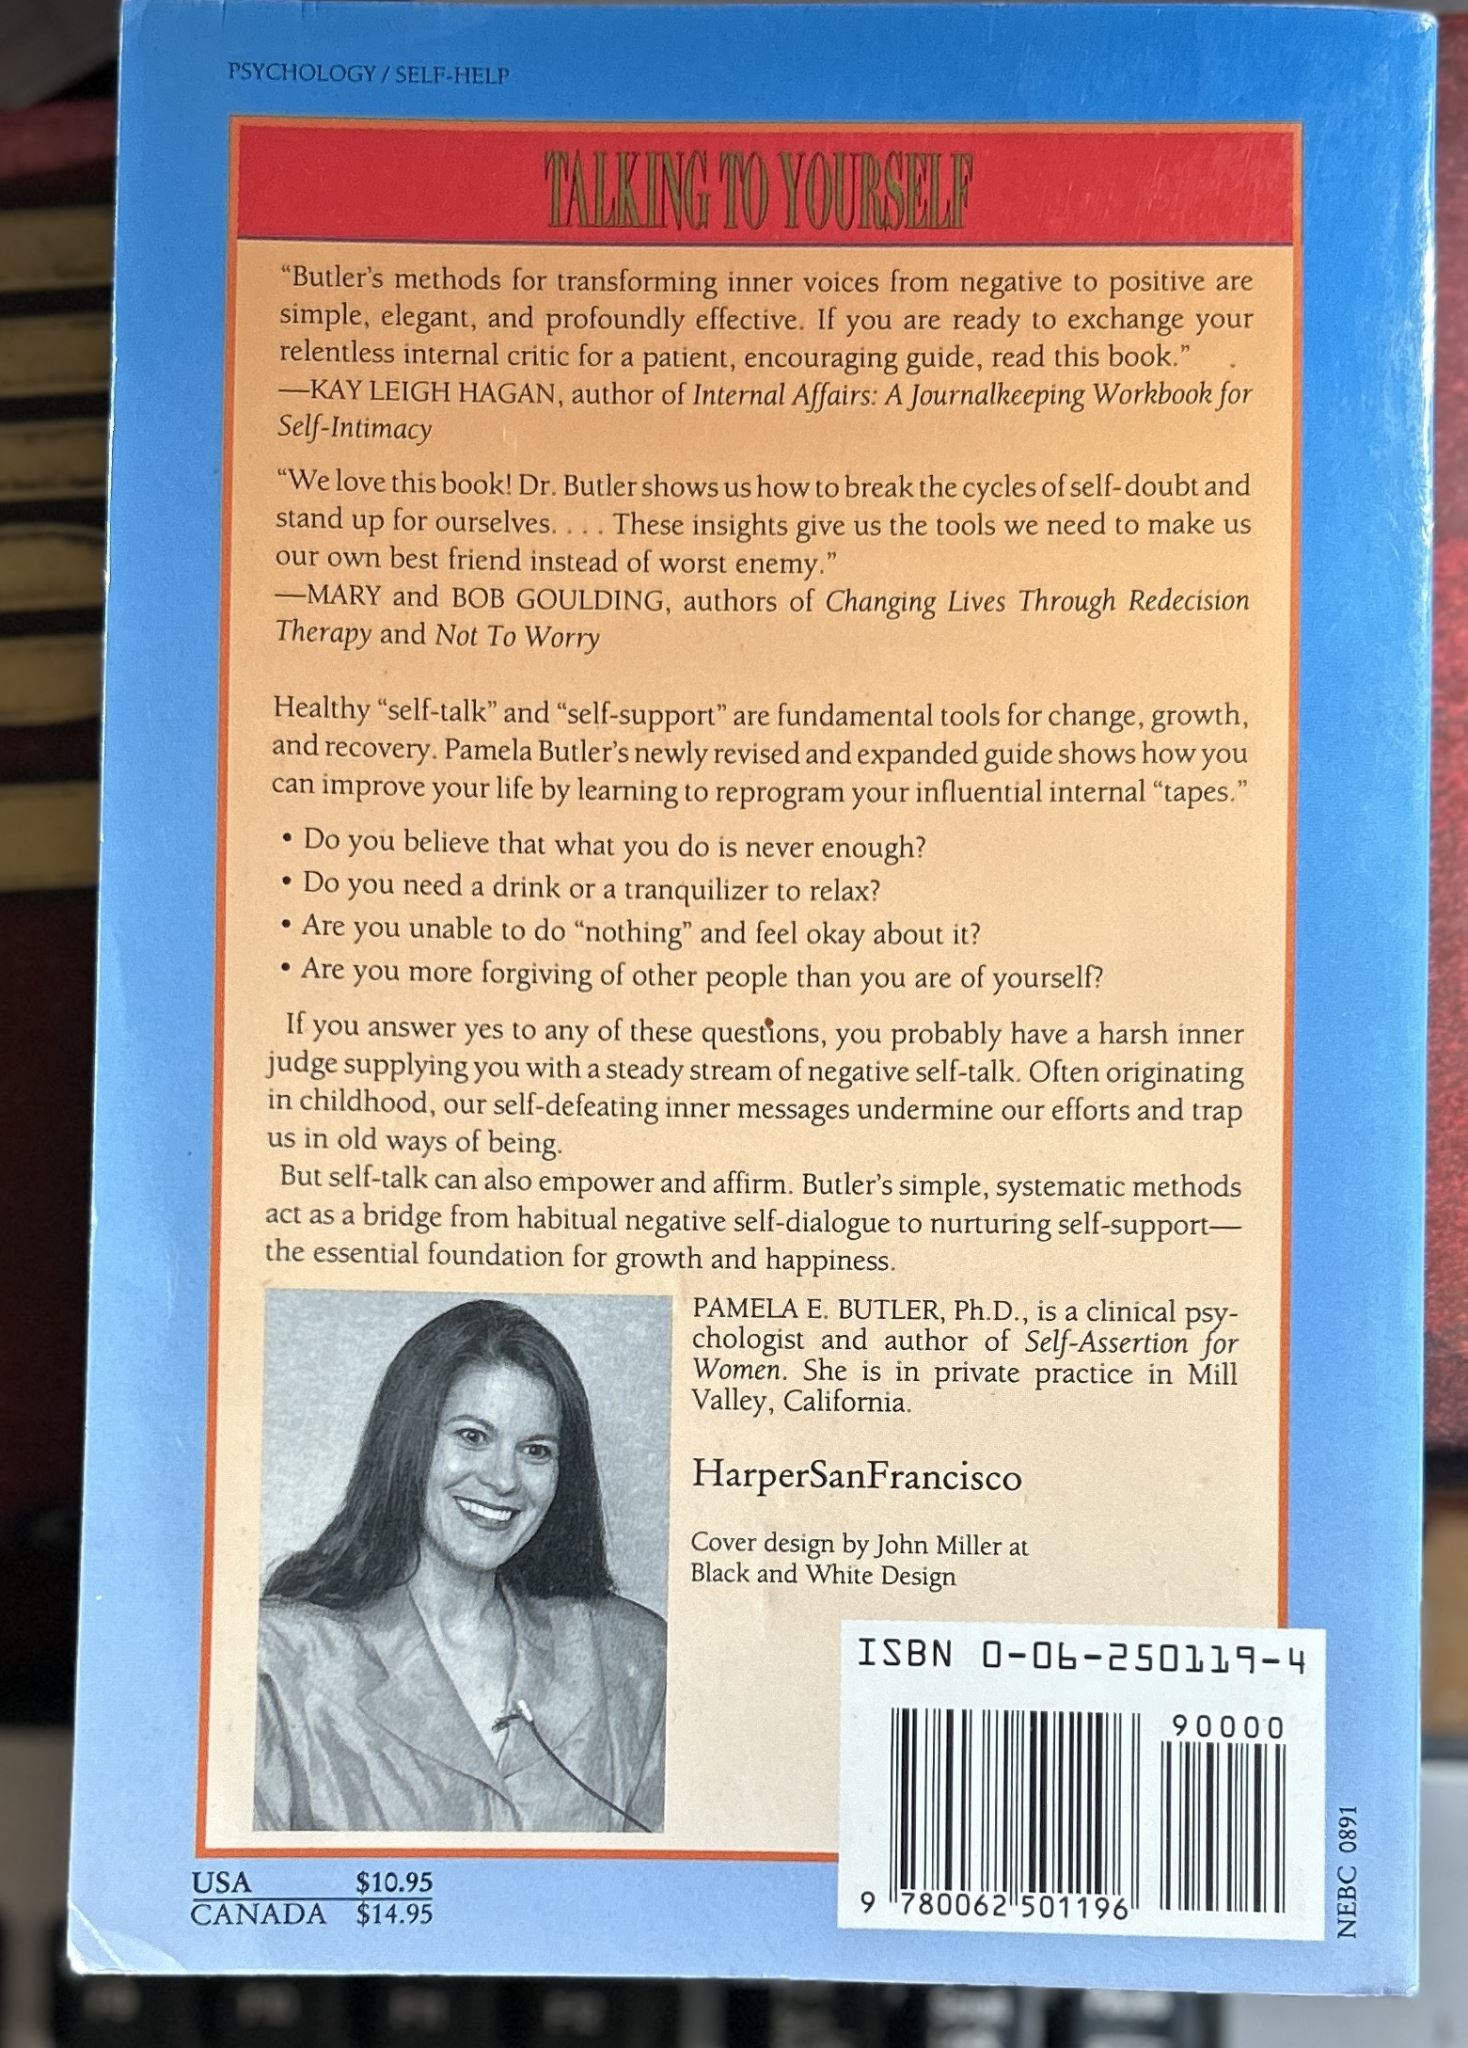 PSYCHOLOGY / SELF-HELP
TALKING TO YOURSELF
“Butler’s methods for transforming inner voices from negative to positive are
simple, elegant, and profoundly effective. If you are ready to exchange your
relentless internal critic for a patient, encouraging guide, read this book.”
—KAY LEIGH HAGAN, author of Internal Affairs: A Journalkeeping Workbook for
Self-Intimacy
“We love this book! Dr. Butler shows us how to break the cycles of self-doubt and
stand up for ourselves. . . . These insights give us the tools we need to make us
our own best friend instead of worst enemy.”
—MARY and BOB GOULDING, authors of Changing Lives Through Redecision
Therapy and Not To Worry
Healthy “self-talk” and “self-support” are fundamental tools for change, growth,
and recovery. Pamela Butler’s newly revised and expanded guide shows how you
can improve your life by learning to reprogram your influential internal “tapes.”
• Do you believe that what you do is never enough?
• Do you need a drink or a tranquilizer to relax?
• Are you unable to do “nothing” and feel okay about it?
• Are you more forgiving of other people than you are of yourself?
If you answer yes to any of these questions, you probably have a harsh inner
judge supplying you with a steady stream of negative self-talk. Often originating
in childhood, our self-defeating inner messages undermine our efforts and trap
us in old ways of being.
But self-talk can also empower and affirm. Butler’s simple, systematic methods
act as a bridge from habitual negative self-dialogue to nurturing self-support—
the essential foundation for growth and happiness.
PAMELA E. BUTLER, Ph.D., is a clinical psy-
chologist and author of Self-Assertion for
Women. She is in private practice in Mill
Valley, California.
HarperSanFrancisco
Cover design by John Miller at
Black and White Design
ISBN 0-06-250119-4
90000
9 780062 501196
NEBC 0891
USA $10.95
CANADA $14.95